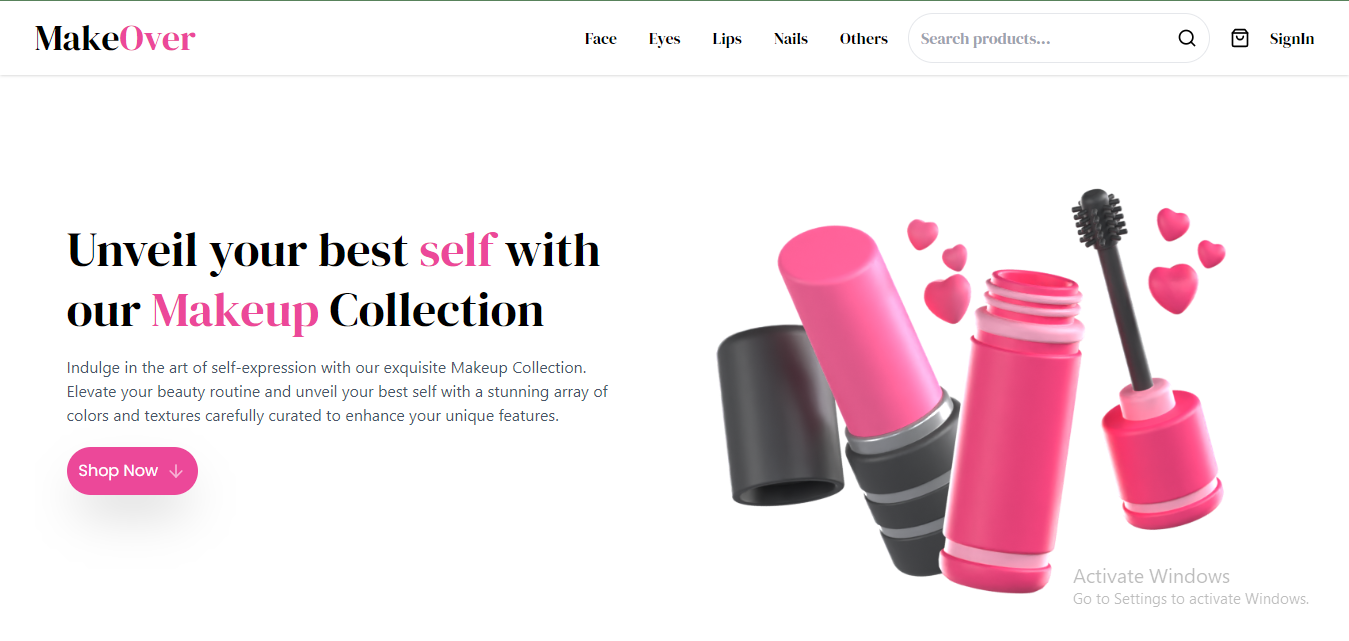 MakeOver
Face Eyes Lips Nails Others Search products... SignIn
Unveil your best self with
our Makeup Collection
Indulge in the art of self-expression with our exquisite Makeup Collection.
Elevate your beauty routine and unveil your best self with a stunning array of
colors and textures carefully curated to enhance your unique features.
Shop Now
Activate Windows
Go to Settings to activate Windows.